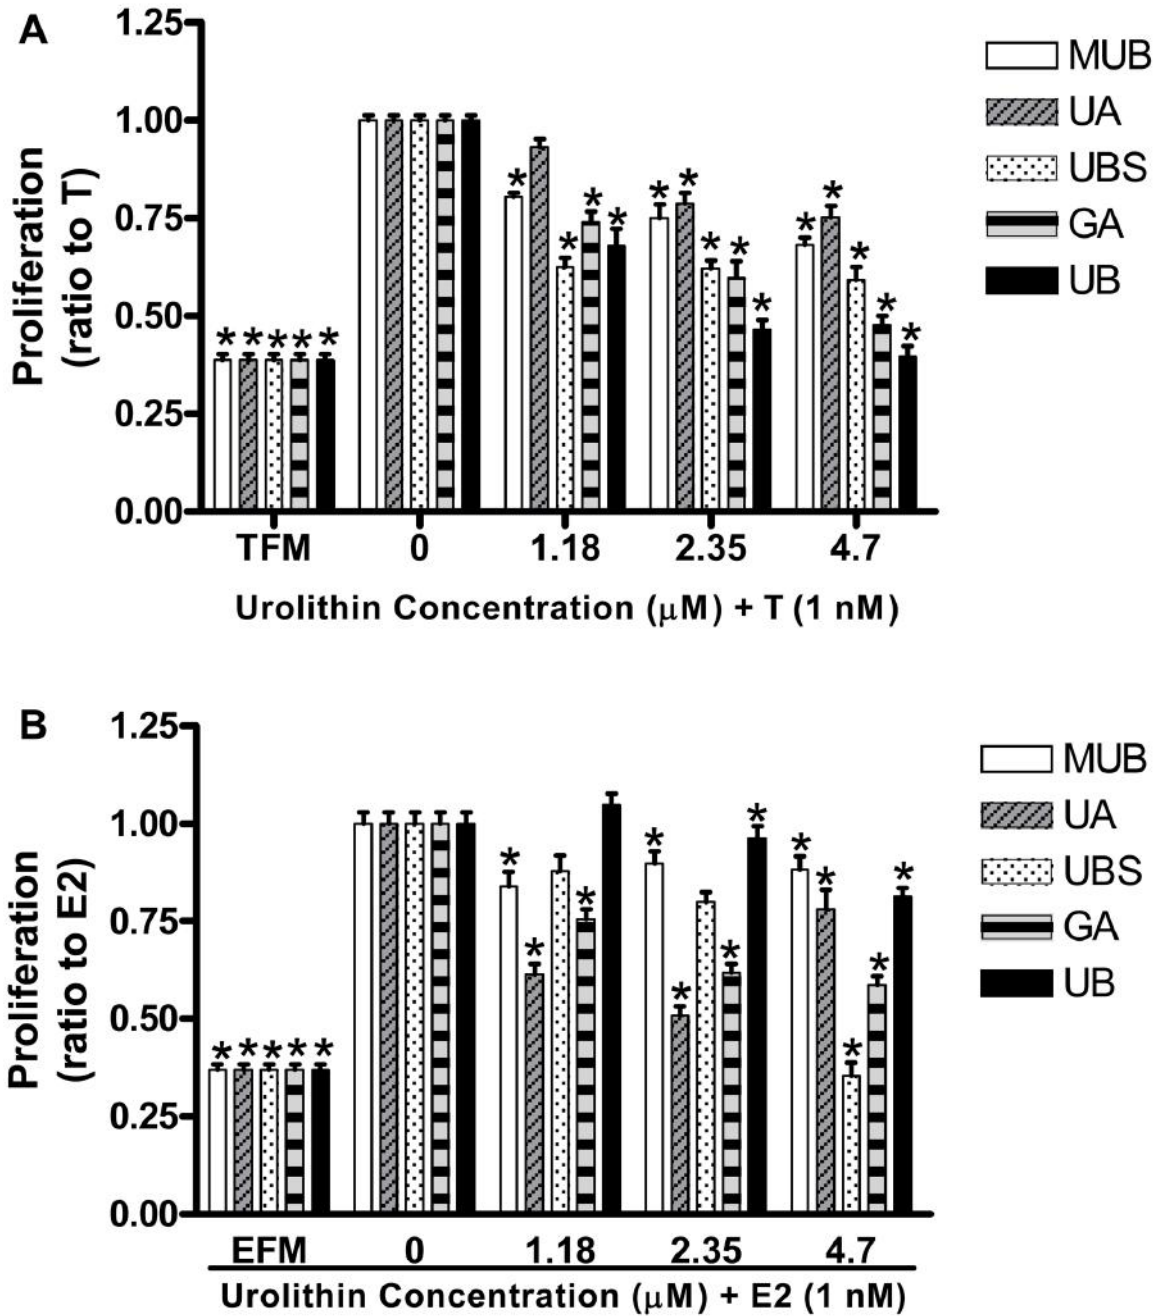 A
1.25
1.00
0.75
0.50
0.25
0.00
Proliferation
(ratio to T)
* * * * *
* * * *
* * * * *
* * * * *
TFM 0 1.18 2.35 4.7
Urolithin Concentration (μM) + T (1 nM)
MUB
UA
UBS
GA
UB
B
1.25
1.00
0.75
0.50
0.25
0.00
Proliferation
(ratio to E2)
* * * * *
* * *
* * * *
* * * * *
EFM 0 1.18 2.35 4.7
Urolithin Concentration (μM) + E2 (1 nM)
MUB
UA
UBS
GA
UB